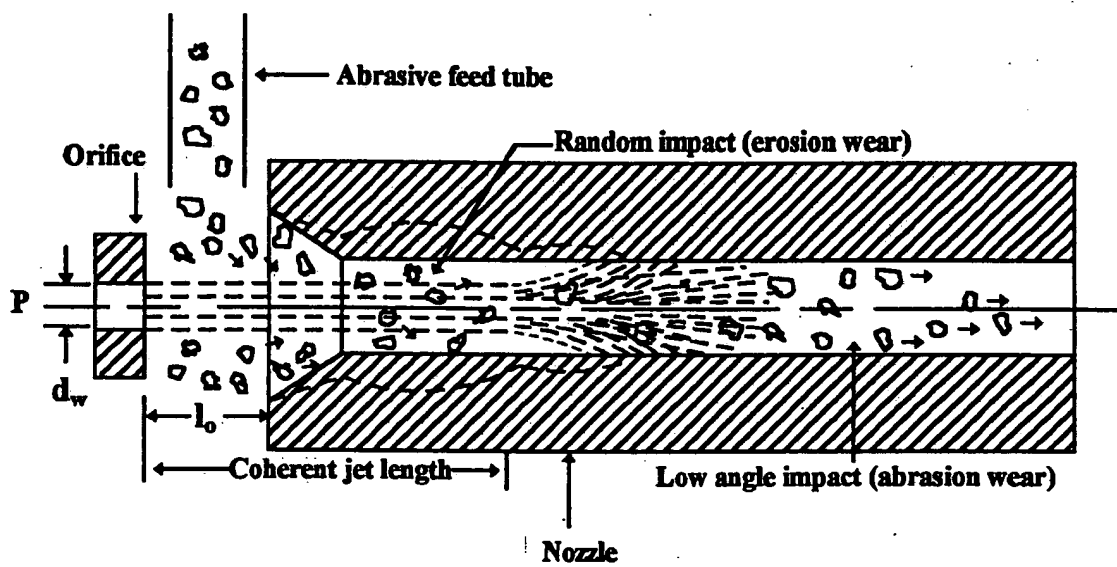 Abrasive feed tube
Random impact (erosion wear)
Orifice
P
d_w
l_o
Coherent jet length
Low angle impact (abrasion wear)
Nozzle